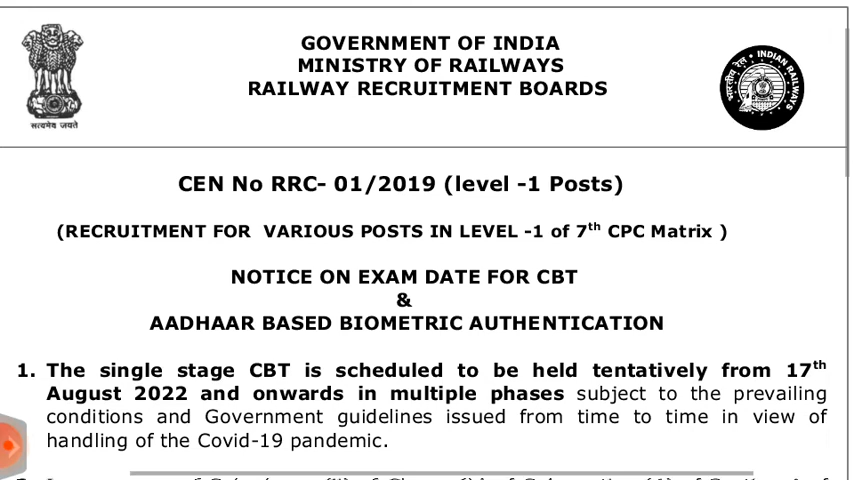 GOVERNMENT OF INDIA
MINISTRY OF RAILWAYS
RAILWAY RECRUITMENT BOARDS
सत्यमेव जयते
भारतीय रेल • INDIAN RAILWAYS
CEN No RRC- 01/2019 (level -1 Posts)
(RECRUITMENT FOR VARIOUS POSTS IN LEVEL -1 of 7th CPC Matrix )
NOTICE ON EXAM DATE FOR CBT
&
AADHAAR BASED BIOMETRIC AUTHENTICATION
1. The single stage CBT is scheduled to be held tentatively from 17th
August 2022 and onwards in multiple phases subject to the prevailing
conditions and Government guidelines issued from time to time in view of
handling of the Covid-19 pandemic.